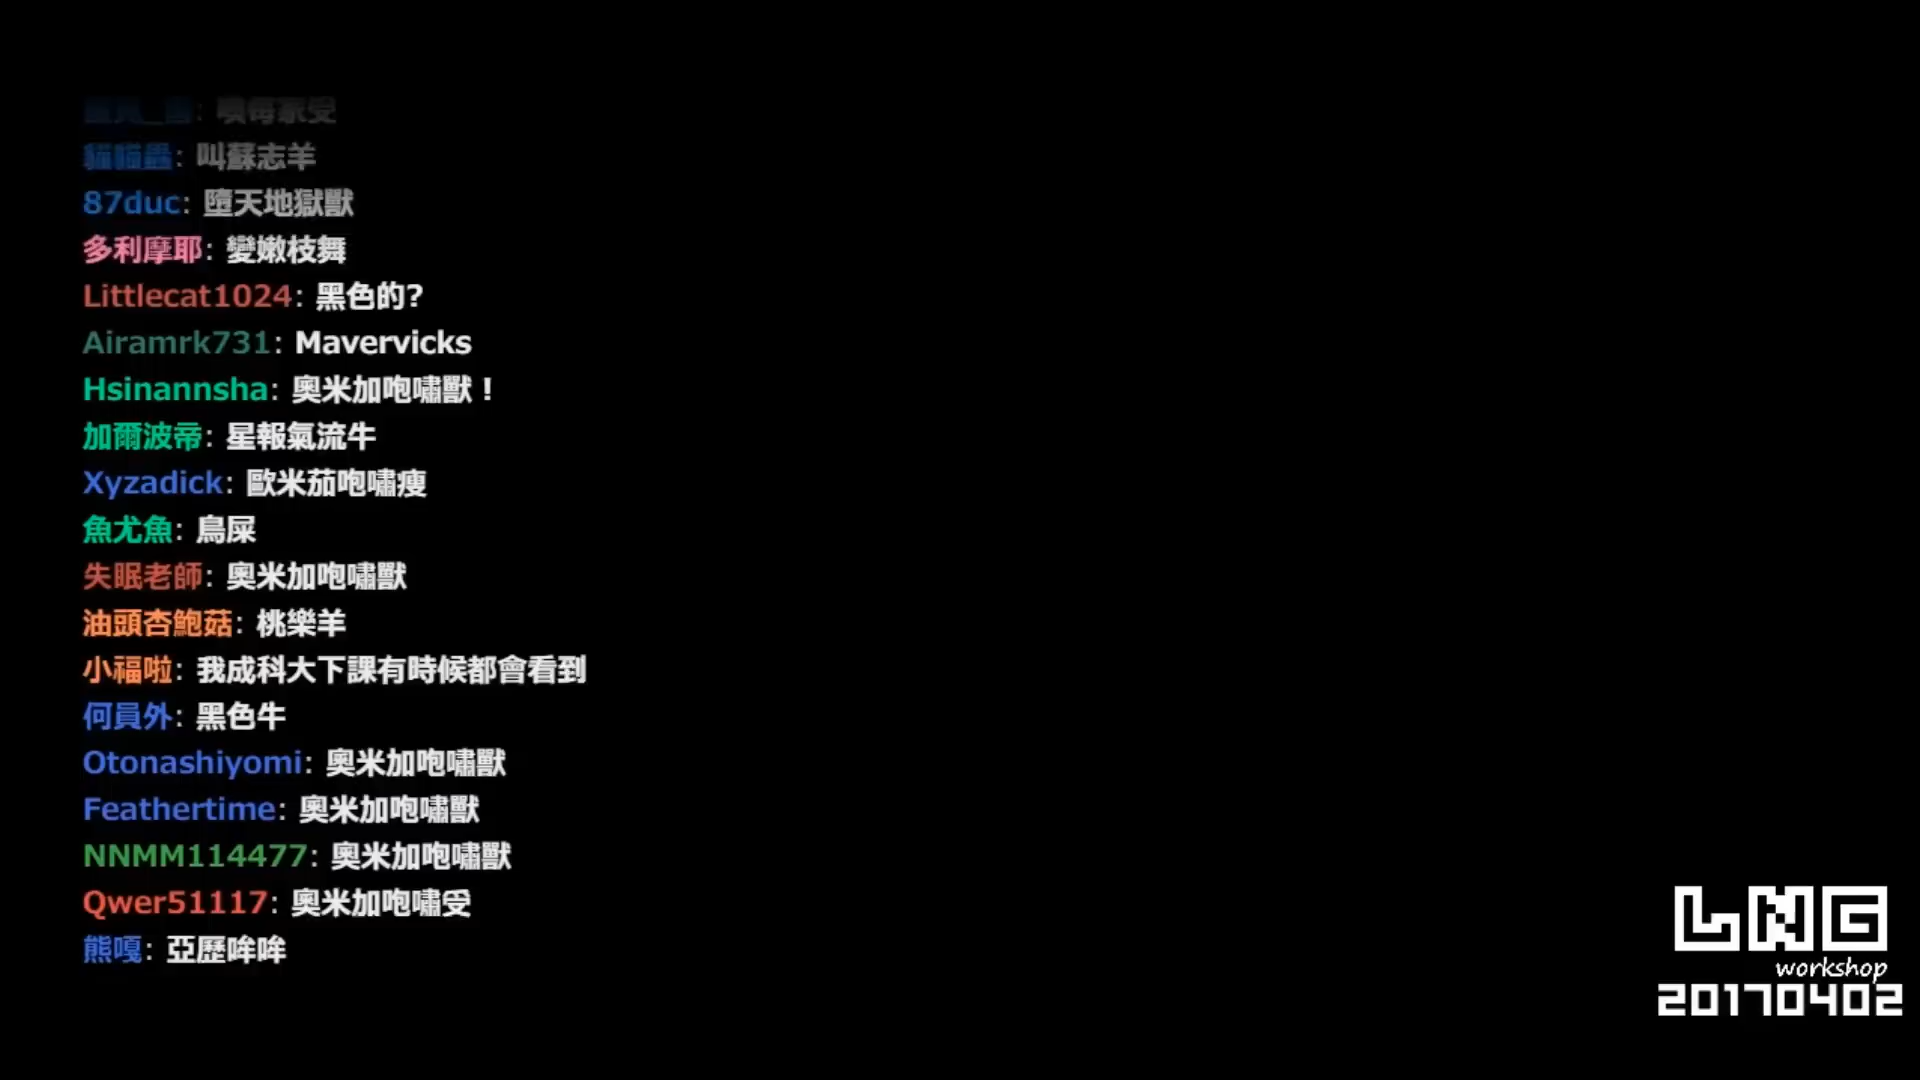 貓貓蟲: 叫蘇志羊
87duc: 墮天地獄獸
多利摩耶: 變嫩枝舞
Littlecat1024: 黑色的?
Airamrk731: Mavervicks
Hsinannsha: 奧米加咆嘯獸！
加爾波帝: 星報氣流牛
Xyzadick: 歐米茄咆嘯瘦
魚尤魚: 鳥屎
失眠老師: 奧米加咆嘯獸
油頭杏鮑菇: 桃樂羊
小福啦: 我成科大下課有時候都會看到
何員外: 黑色牛
Otonashiyomi: 奧米加咆嘯獸
Feathertime: 奧米加咆嘯獸
NNMM114477: 奧米加咆嘯獸
Qwer51117: 奧米加咆嘯受
熊嘎: 亞歷哞哞
LNG
workshop
20170402